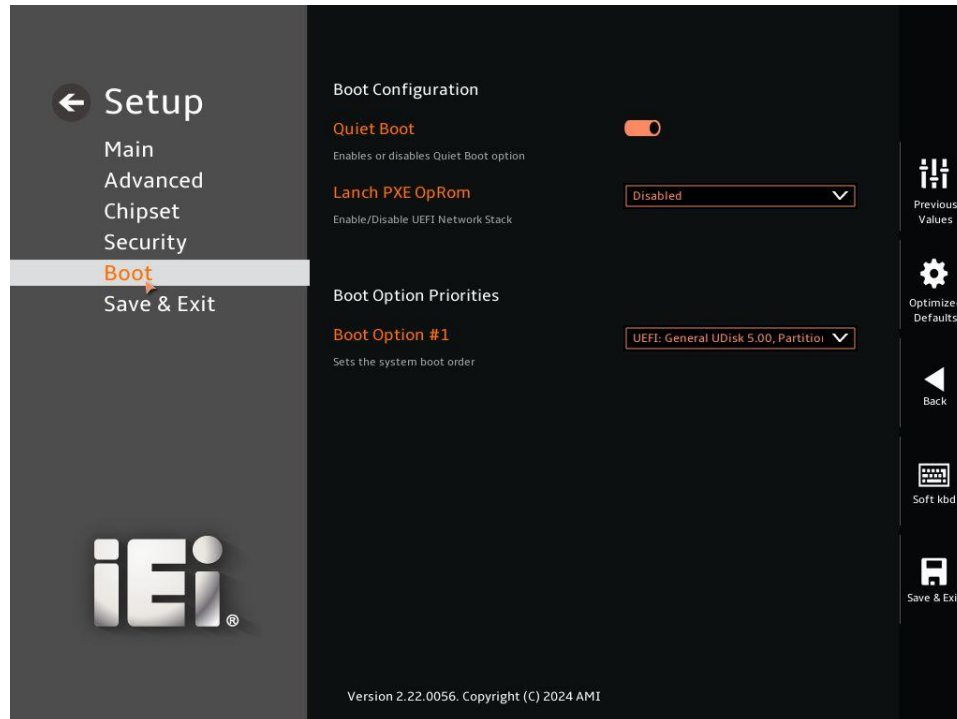 Setup
Main
Advanced
Chipset
Security
Boot
Save & Exit
iEi®
Boot Configuration
Quiet Boot
Enables or disables Quiet Boot option
Lanch PXE OpRom
Disabled
Enable/Disable UEFI Network Stack
Boot Option Priorities
Boot Option #1
UEFI: General UDisk 5.00, Partitio
Sets the system boot order
Previous
Values
Optimize
Defaults
Back
Soft kbd
Save & Exi
Version 2.22.0056. Copyright (C) 2024 AMI